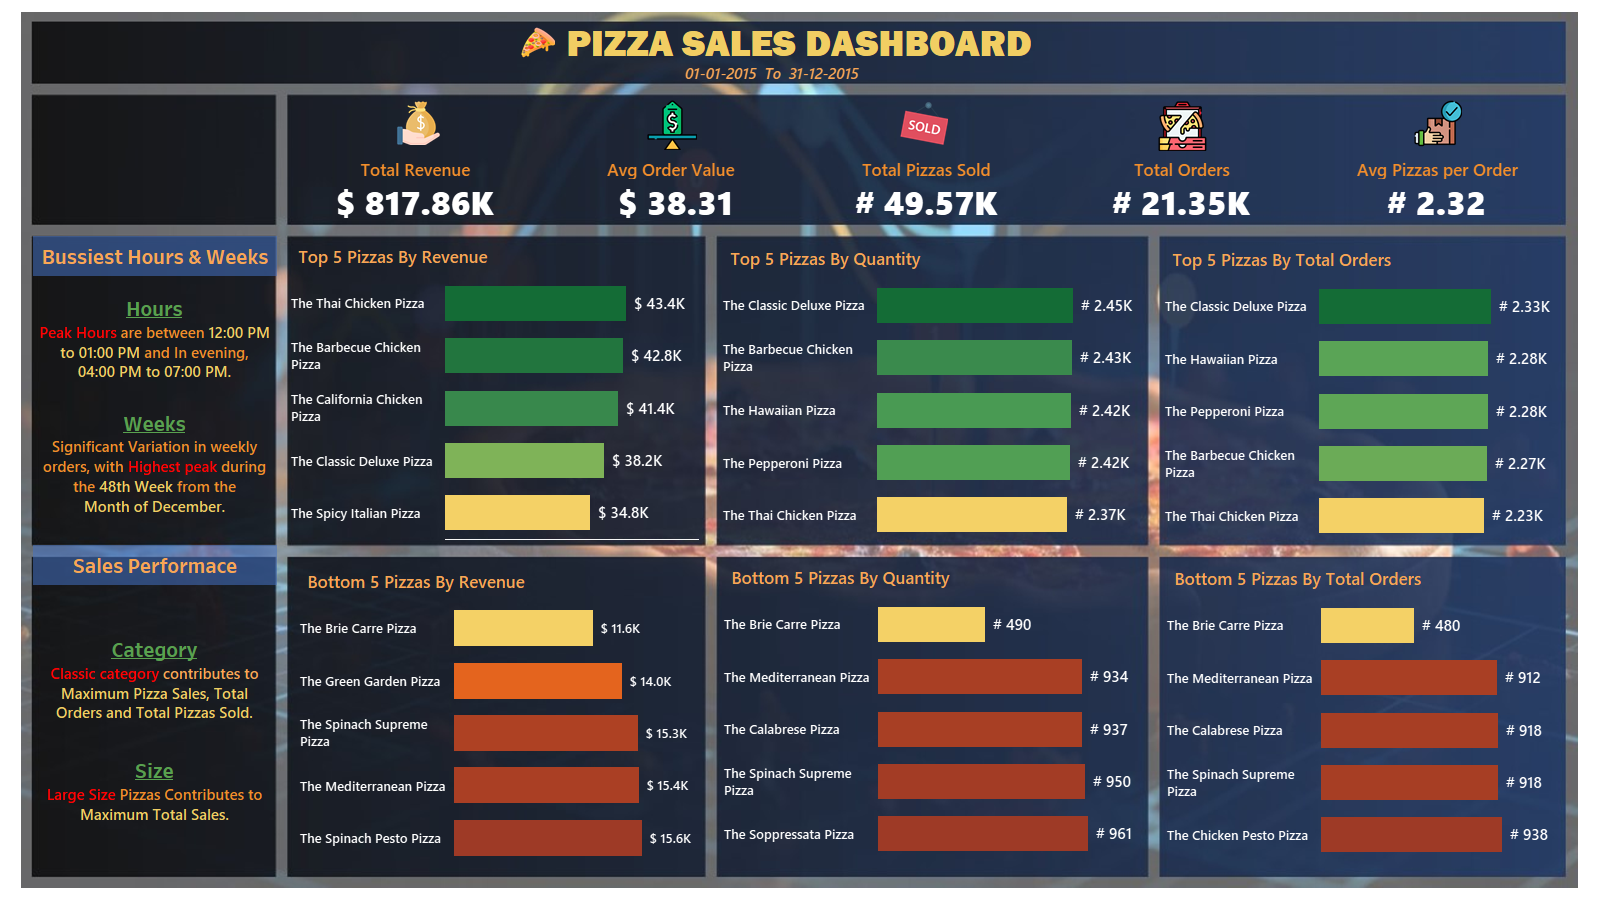 PIZZA SALES DASHBOARD
01-01-2015 To 31-12-2015
SOLD
Total Revenue
$ 817.86K
Avg Order Value
$ 38.31
Total Pizzas Sold
# 49.57K
Total Orders
# 21.35K
Avg Pizzas per Order
# 2.32
Bussiest Hours & Weeks
Hours
Peak Hours are between 12:00 PM
to 01:00 PM and In evening,
04:00 PM to 07:00 PM.
Weeks
Significant Variation in weekly
orders, with Highest peak during
the 48th Week from the
Month of December.
Top 5 Pizzas By Revenue
The Thai Chicken Pizza $ 43.4K
The Barbecue Chicken
Pizza $ 42.8K
The California Chicken
Pizza $ 41.4K
The Classic Deluxe Pizza $ 38.2K
The Spicy Italian Pizza $ 34.8K
Top 5 Pizzas By Quantity
The Classic Deluxe Pizza # 2.45K
The Barbecue Chicken
Pizza # 2.43K
The Hawaiian Pizza # 2.42K
The Pepperoni Pizza # 2.42K
The Thai Chicken Pizza # 2.37K
Top 5 Pizzas By Total Orders
The Classic Deluxe Pizza # 2.33K
The Hawaiian Pizza # 2.28K
The Pepperoni Pizza # 2.28K
The Barbecue Chicken
Pizza # 2.27K
The Thai Chicken Pizza # 2.23K
Sales Performace
Category
Classic category contributes to
Maximum Pizza Sales, Total
Orders and Total Pizzas Sold.
Size
Large Size Pizzas Contributes to
Maximum Total Sales.
Bottom 5 Pizzas By Revenue
The Brie Carre Pizza $ 11.6K
The Green Garden Pizza $ 14.0K
The Spinach Supreme
Pizza $ 15.3K
The Mediterranean Pizza $ 15.4K
The Spinach Pesto Pizza $ 15.6K
Bottom 5 Pizzas By Quantity
The Brie Carre Pizza # 490
The Mediterranean Pizza # 934
The Calabrese Pizza # 937
The Spinach Supreme
Pizza # 950
The Soppressata Pizza # 961
Bottom 5 Pizzas By Total Orders
The Brie Carre Pizza # 480
The Mediterranean Pizza # 912
The Calabrese Pizza # 918
The Spinach Supreme
Pizza # 918
The Chicken Pesto Pizza # 938